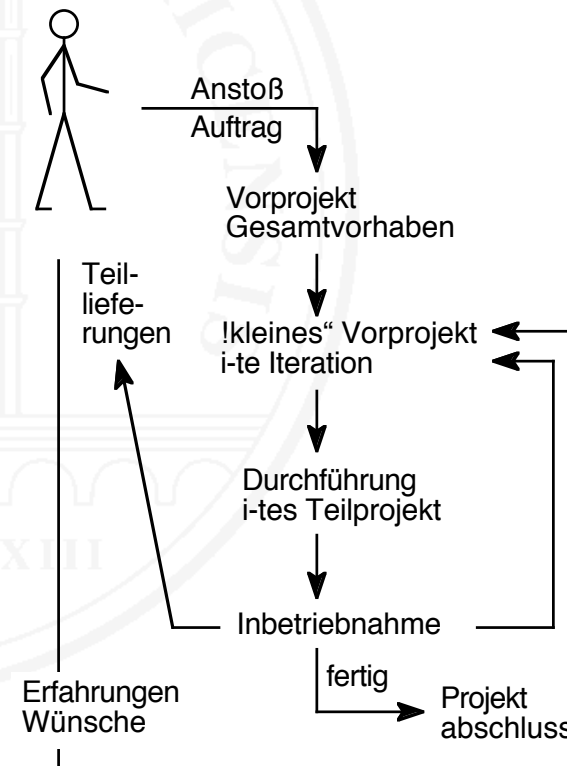 Anstoß
Auftrag
Vorprojekt
Gesamtvorhaben
Teil-
liefe-
rungen
!kleines“ Vorprojekt
i-te Iteration
Durchführung
i-tes Teilprojekt
Inbetriebnahme
fertig
Erfahrungen
Wünsche
Projekt
abschluss
XIII